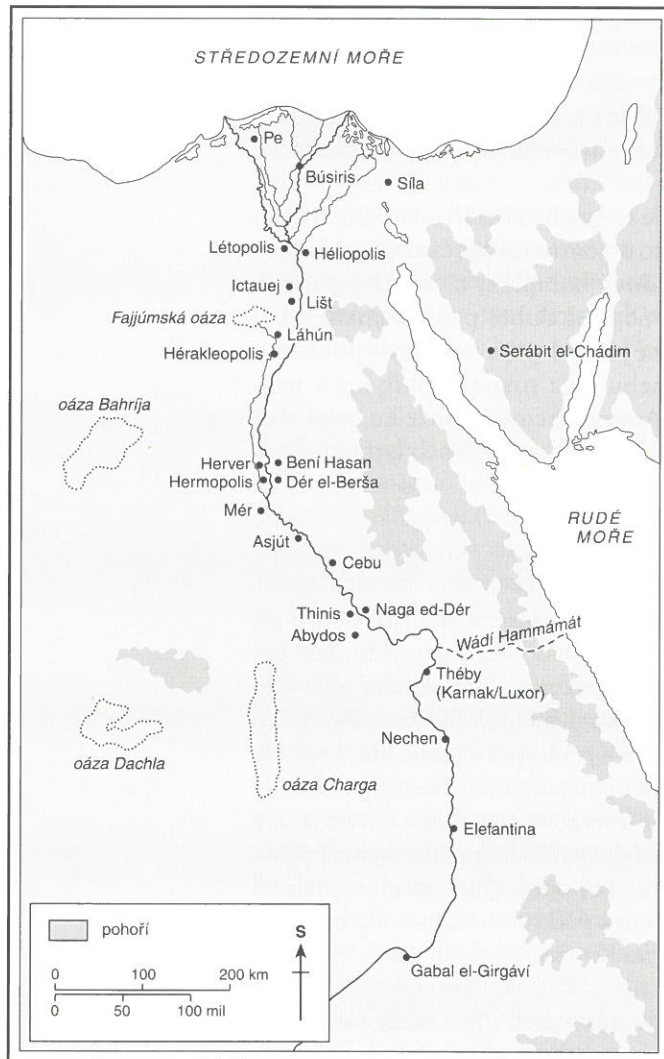 STŘEDOZEMNÍ MOŘE
Pe
Búsiris
Síla
Létopolis
Héliopolis
Ictauej
Lišt
Fajjúmská oáza
Láhún
Hérakleopolis
Serábit el-Chádim
oáza Bahríja
Herver
Bení Hasan
Hermopolis
Dér el-Berša
Mér
RUDÉ
MOŘE
Asjút
Cebu
Thinis
Naga ed-Dér
Abydos
Wádí Hammámát
Théby
(Karnak/Luxor)
Nechen
oáza Dachla
oáza Charga
Elefantina
pohoří
S
0 100 200 km
0 50 100 mil
Gabal el-Girgáví